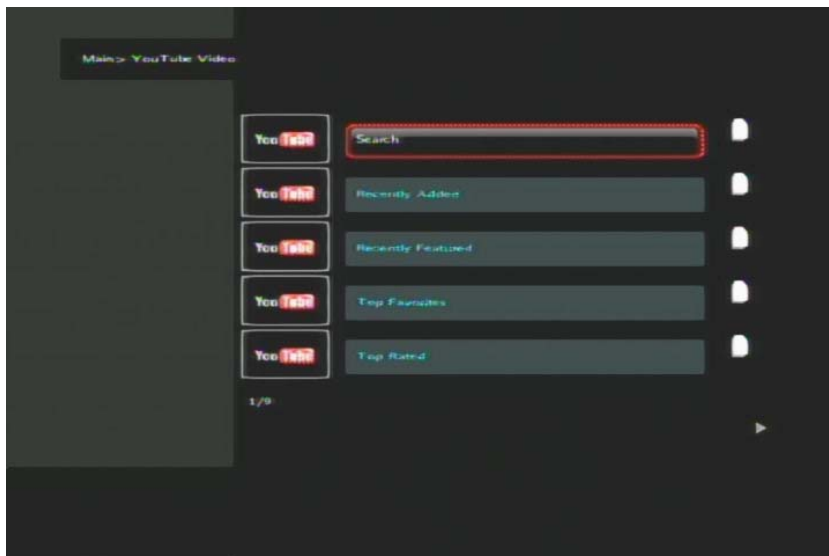 Main> YouTube Video
YouTube Search
YouTube Recently Added
YouTube Recently Featured
YouTube Top Favorites
YouTube Top Rated
1/9